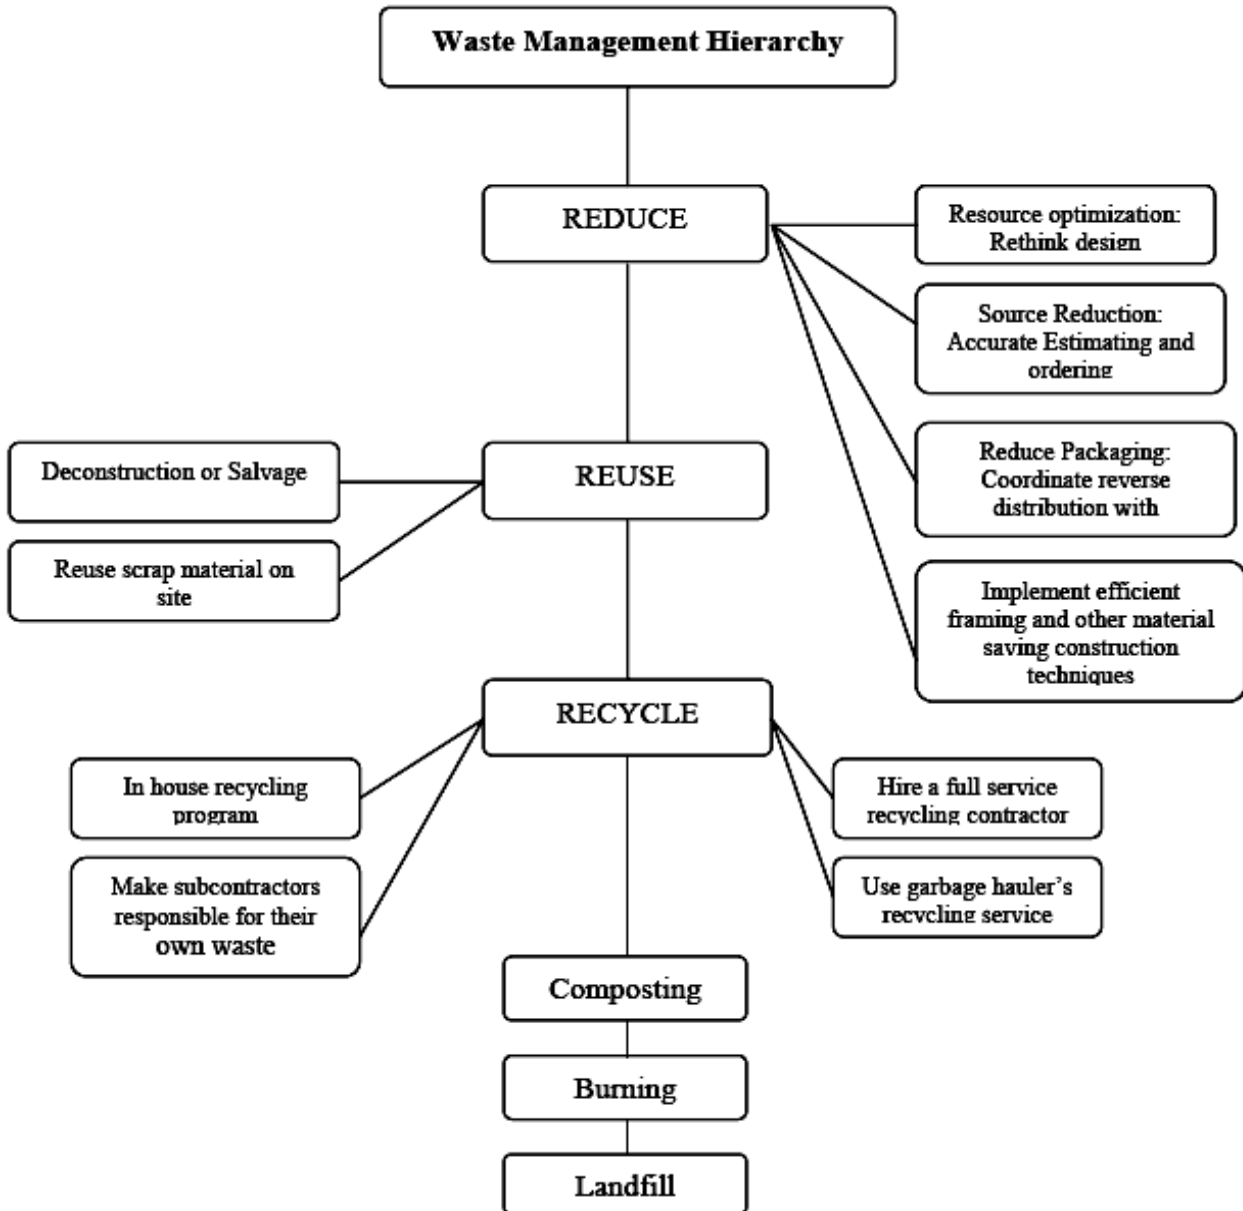 Waste Management Hierarchy
REDUCE
Resource optimization:
Rethink design
Source Reduction:
Accurate Estimating and
ordering
Reduce Packaging:
Coordinate reverse
distribution with
Implement efficient
framing and other material
saving construction
techniques
REUSE
Deconstruction or Salvage
Reuse scrap material on
site
RECYCLE
In house recycling
program
Make subcontractors
responsible for their
own waste
Hire a full service
recycling contractor
Use garbage hauler’s
recycling service
Composting
Burning
Landfill